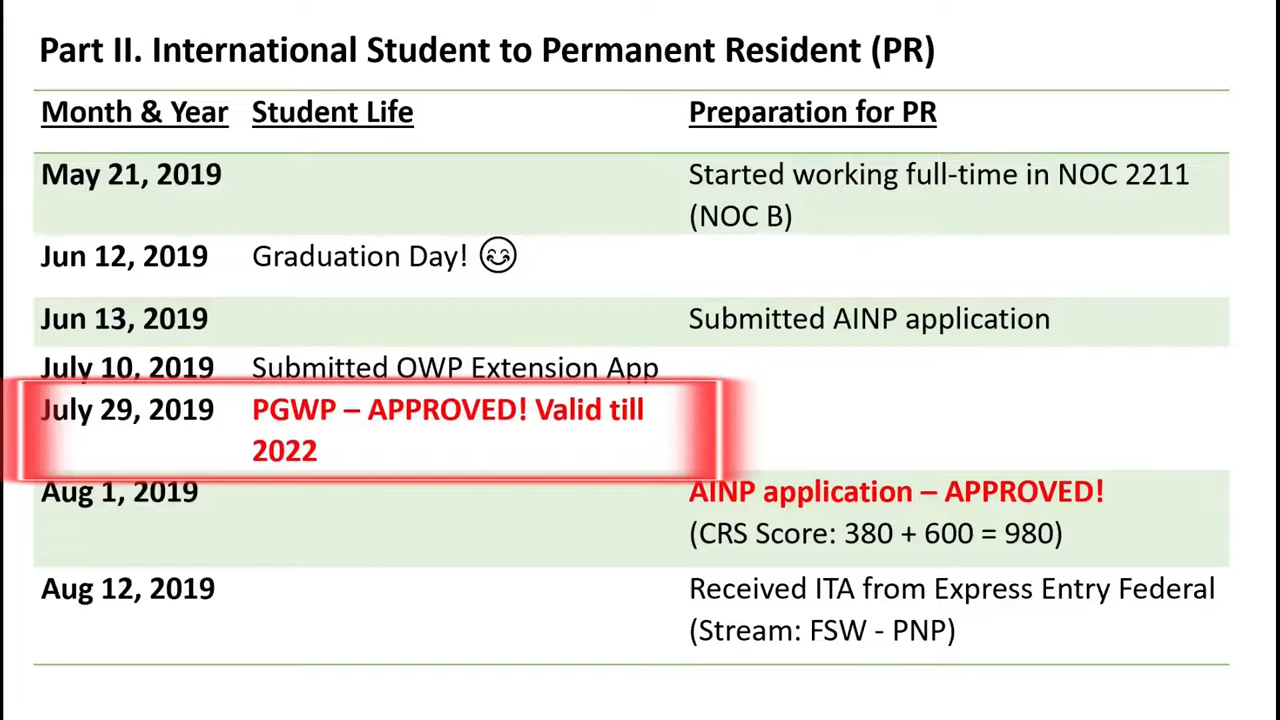 Part II. International Student to Permanent Resident (PR)
Month & Year Student Life Preparation for PR
May 21, 2019 Started working full-time in NOC 2211
(NOC B)
Jun 12, 2019 Graduation Day! 😊
Jun 13, 2019 Submitted AINP application
July 10, 2019 Submitted OWP Extension App
July 29, 2019 PGWP – APPROVED! Valid till
2022
Aug 1, 2019 AINP application – APPROVED!
(CRS Score: 380 + 600 = 980)
Aug 12, 2019 Received ITA from Express Entry Federal
(Stream: FSW - PNP)